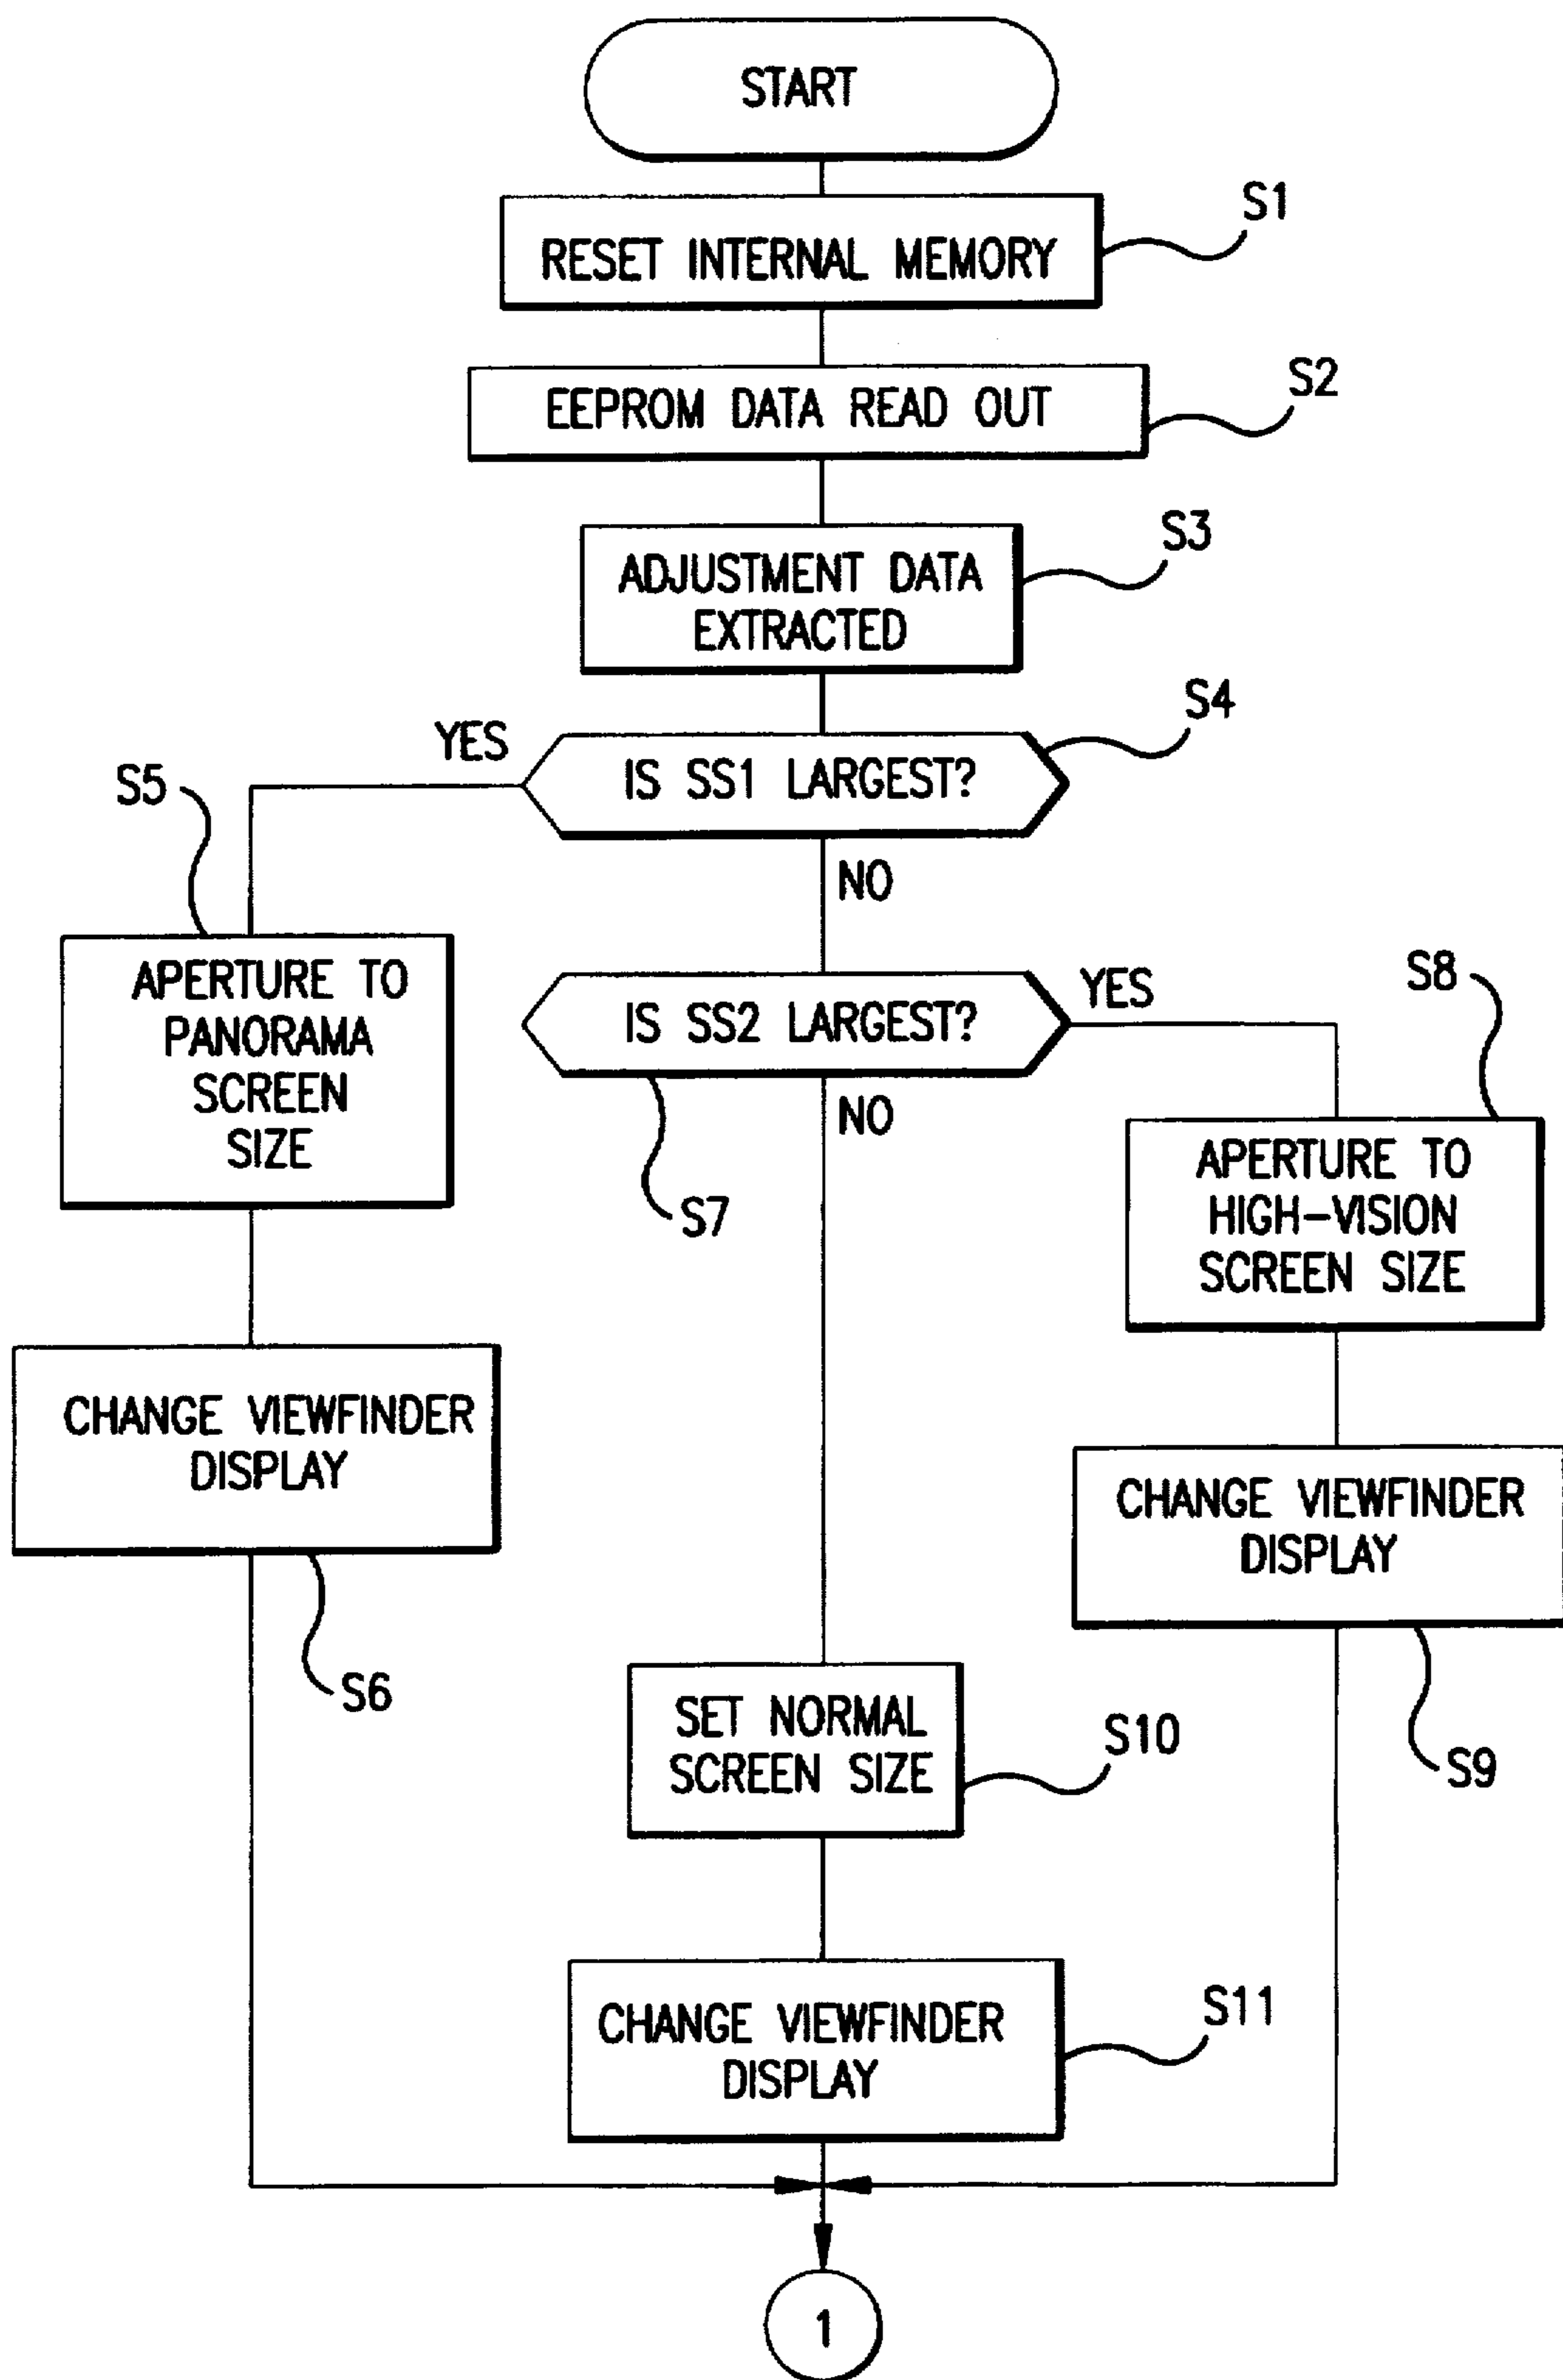 START
S1
RESET INTERNAL MEMORY
S2
EEPROM DATA READ OUT
S3
ADJUSTMENT DATA
EXTRACTED
S4
YES
IS SS1 LARGEST?
S5
NO
APERTURE TO
PANORAMA
SCREEN
SIZE
IS SS2 LARGEST?
YES
S8
NO
S7
APERTURE TO
HIGH-VISION
SCREEN SIZE
CHANGE VIEWFINDER
DISPLAY
S6
CHANGE VIEWFINDER
DISPLAY
S9
SET NORMAL
SCREEN SIZE
S10
CHANGE VIEWFINDER
DISPLAY
S11
1